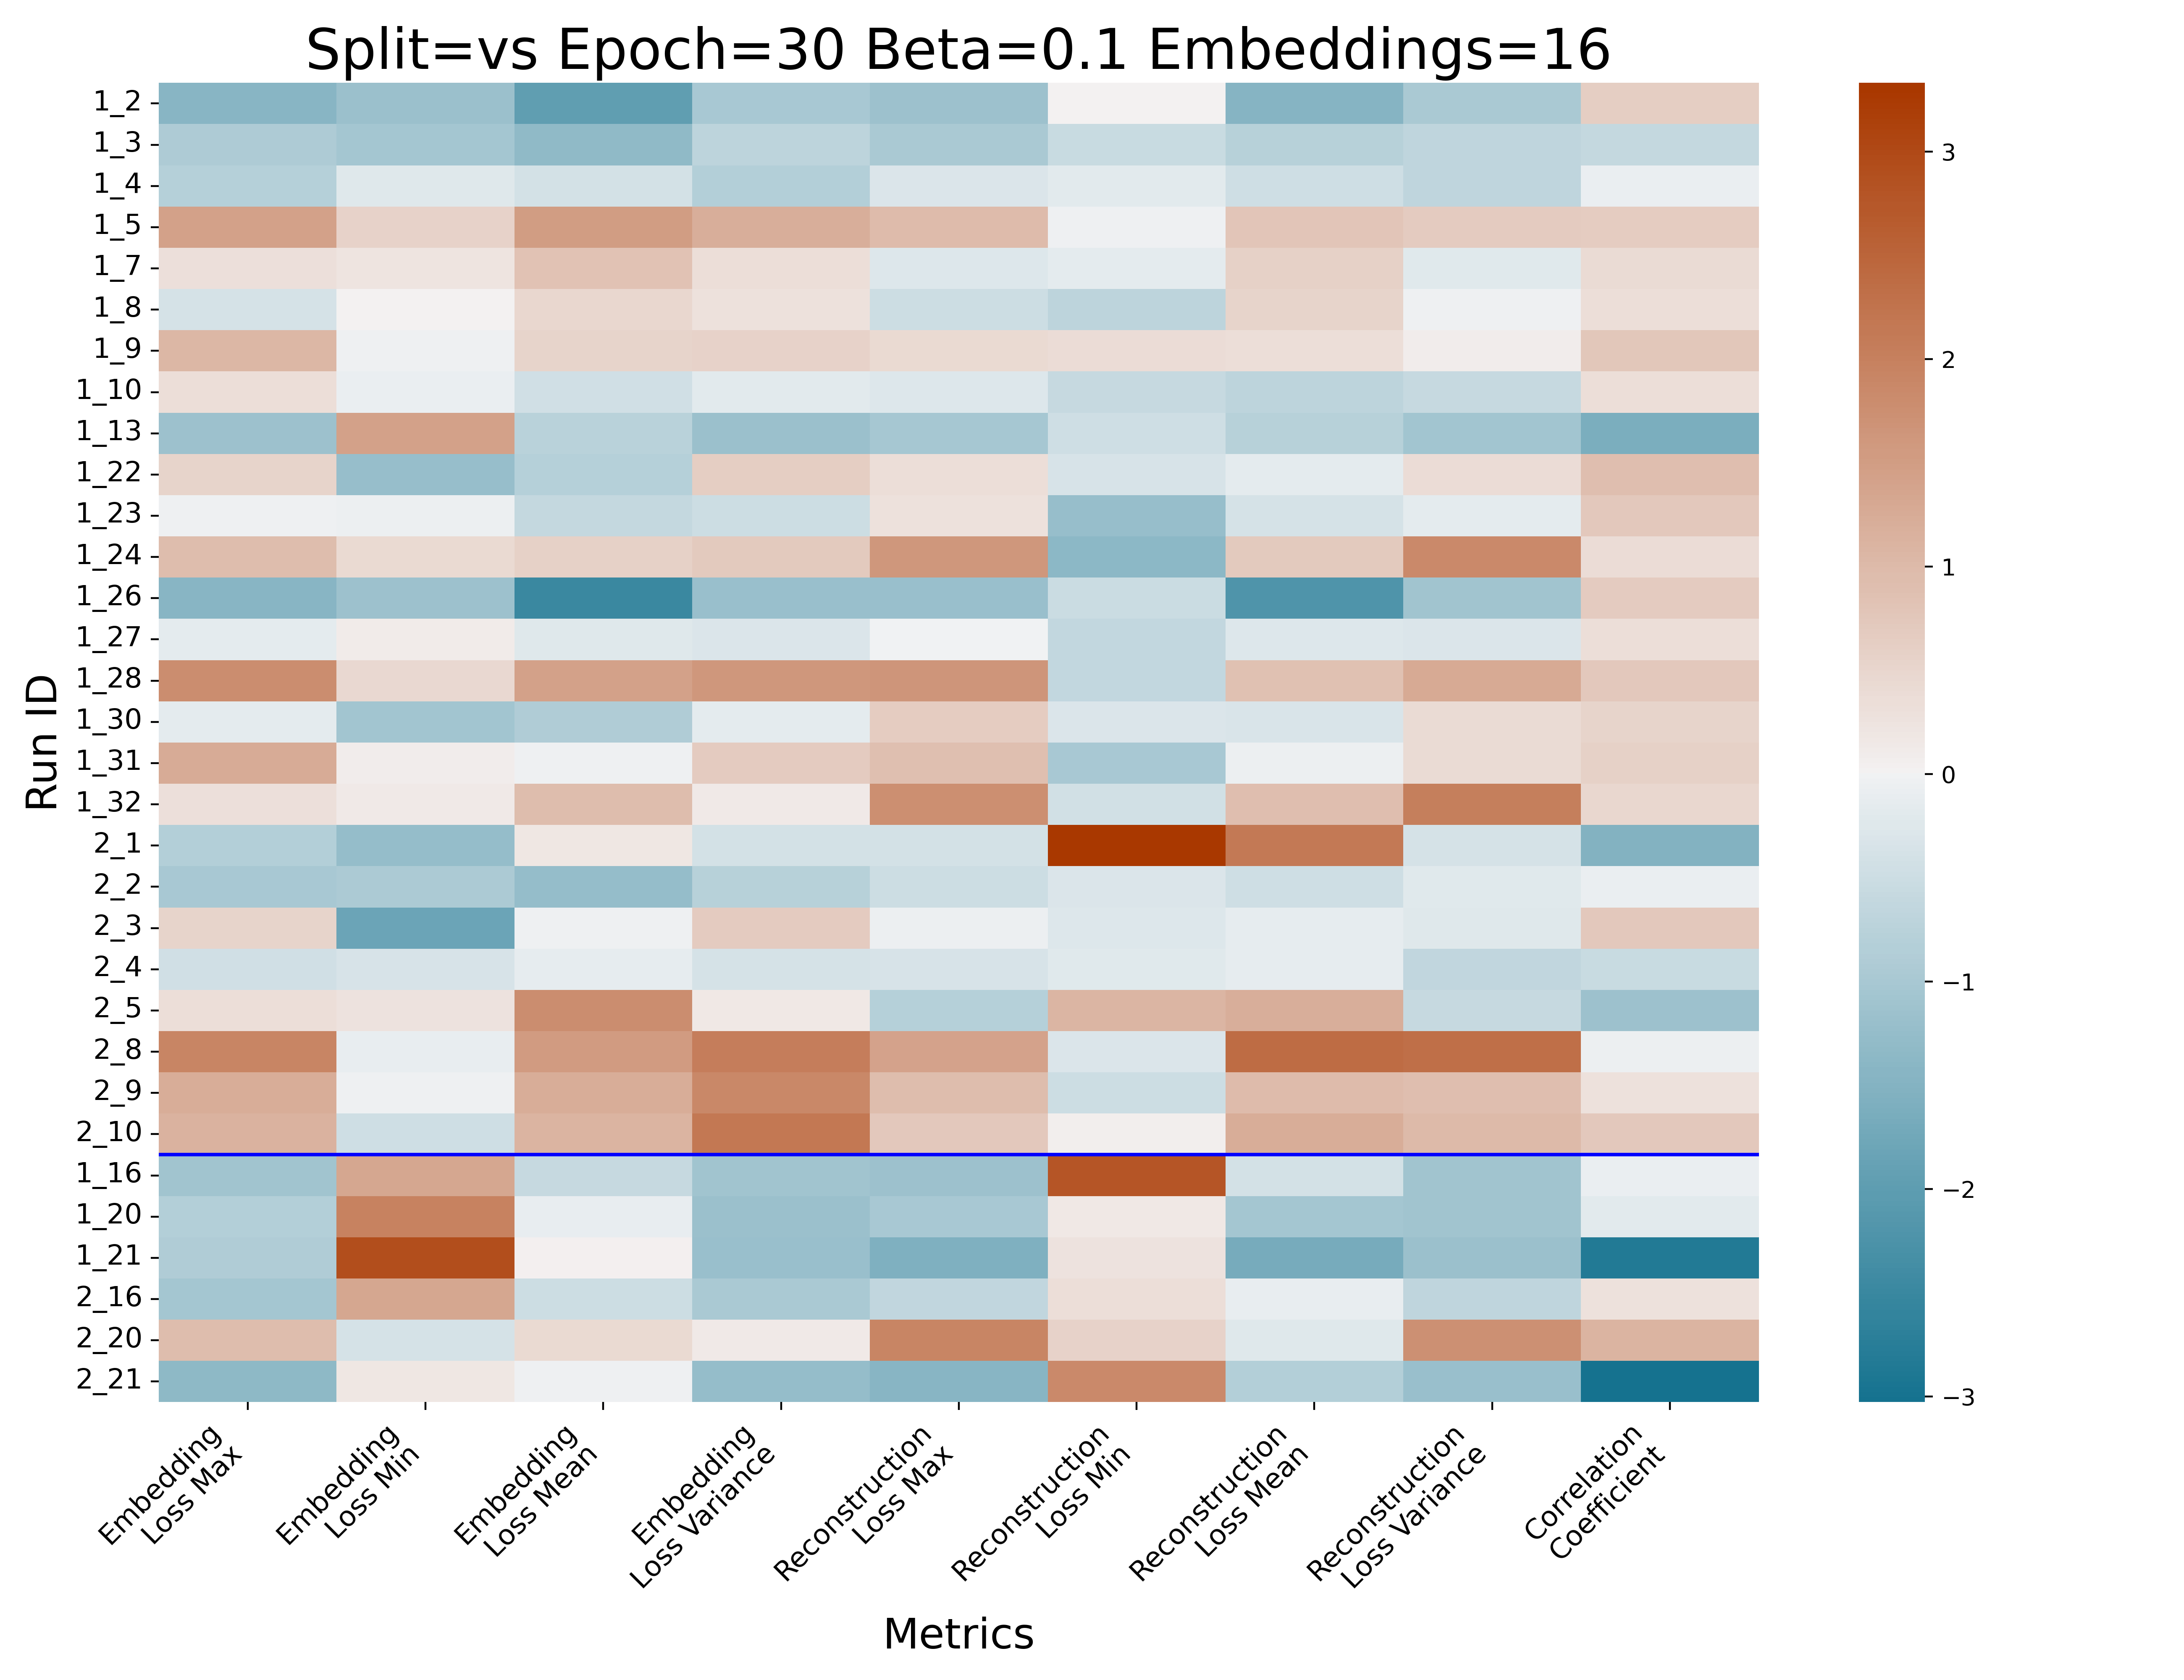 Split=vs Epoch=30 Beta=0.1 Embeddings=16
Run ID
1_2
1_3
1_4
1_5
1_7
1_8
1_9
1_10
1_13
1_22
1_23
1_24
1_26
1_27
1_28
1_30
1_31
1_32
2_1
2_2
2_3
2_4
2_5
2_8
2_9
2_10
1_16
1_20
1_21
2_16
2_20
2_21
Embedding
Loss Max
Embedding
Loss Min
Embedding
Loss Mean
Embedding
Loss Variance
Reconstruction
Loss Max
Reconstruction
Loss Min
Reconstruction
Loss Mean
Reconstruction
Loss Variance
Correlation
Coefficient
Metrics
3
2
1
0
−1
−2
−3